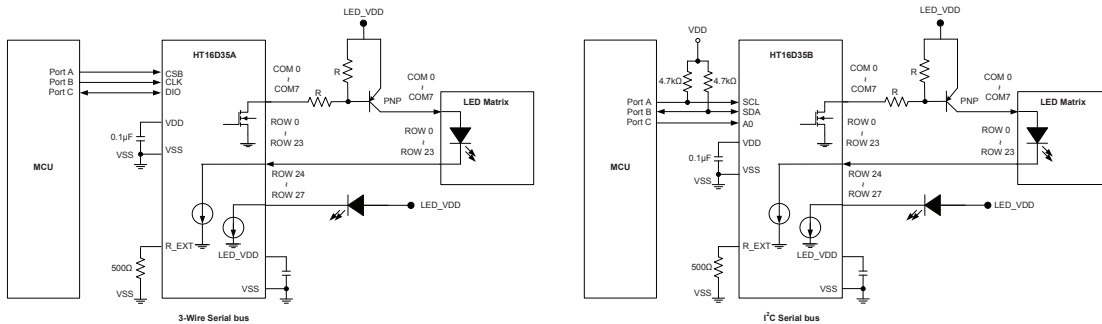 LED_VDD
HT16D35A
Port A
Port B
Port C
CSB
CLK
DIO
COM 0
~
COM7
R
R
PNP
LED Matrix
VDD
0.1µF
VSS
VSS
MCU
ROW 0
~
ROW 23
ROW 0
~
ROW 23
ROW 24
~
ROW 27
COM 0
~
COM7
LED_VDD
R_EXT
500Ω
VSS
LED_VDD
VSS
3-Wire Serial bus
LED_VDD
VDD
HT16D35B
4.7kΩ
4.7kΩ
Port A
Port B
Port C
SCL
SDA
A0
COM 0
~
COM7
R
R
PNP
COM 0
~
COM7
LED Matrix
VDD
0.1µF
VSS
VSS
MCU
ROW 0
~
ROW 23
ROW 0
~
ROW 23
ROW 24
~
ROW 27
LED_VDD
R_EXT
500Ω
VSS
LED_VDD
VSS
I²C Serial bus